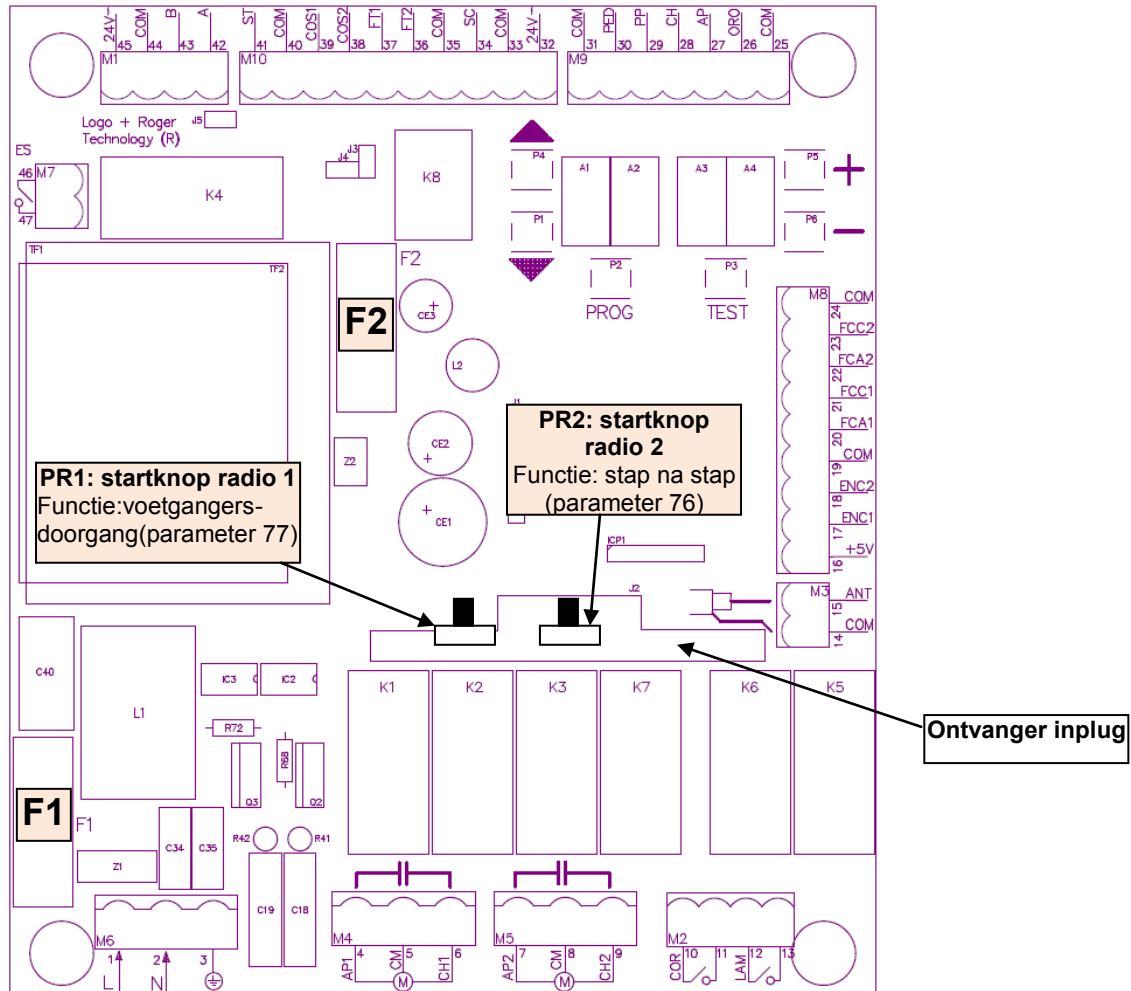 24V- COM B A
45 44 43 42
M1
ST COM COS1 COS2 FT1 FT2 COM SC COM 24V-
41 40 39 38 37 36 35 34 33 32
M10
COM PED PP CH AP ORO COM
31 30 29 28 27 26 25
M9
Logo + Roger
Technology (R)
J5
ES
46
47
M7
K4
J3
J4
K8
P4
P1
A1 A2 A3 A4
P5
+
P6
-
P2
PROG
P3
TEST
TF1
TF2
F2
F2
CE3
+
L2
J1
CE2
+
Z2
CE1
+
M8
COM
24
FCC2
23
FCA2
22
FCC1
21
FCA1
20
COM
19
ENC2
18
ENC1
17
+5V
16
PR1: startknop radio 1
Functie:voetgangers-
doorgang(parameter 77)
PR2: startknop
radio 2
Functie: stap na stap
(parameter 76)
ICP1
J2
M3
ANT
15
COM
14
C40
L1
IC3 IC2
K1 K2 K3 K7 K6 K5
Ontvanger inplug
R72
R68
Q3 Q2
F1
F1
Z1
C34 C35
R42 R41
C19 C18
M6
1 2 3
L N
M4
AP1 4 CM 5 CH1 6
M
M5
AP2 7 CM 8 CH2 9
M
M2
COR 10 11 LAM 12 13